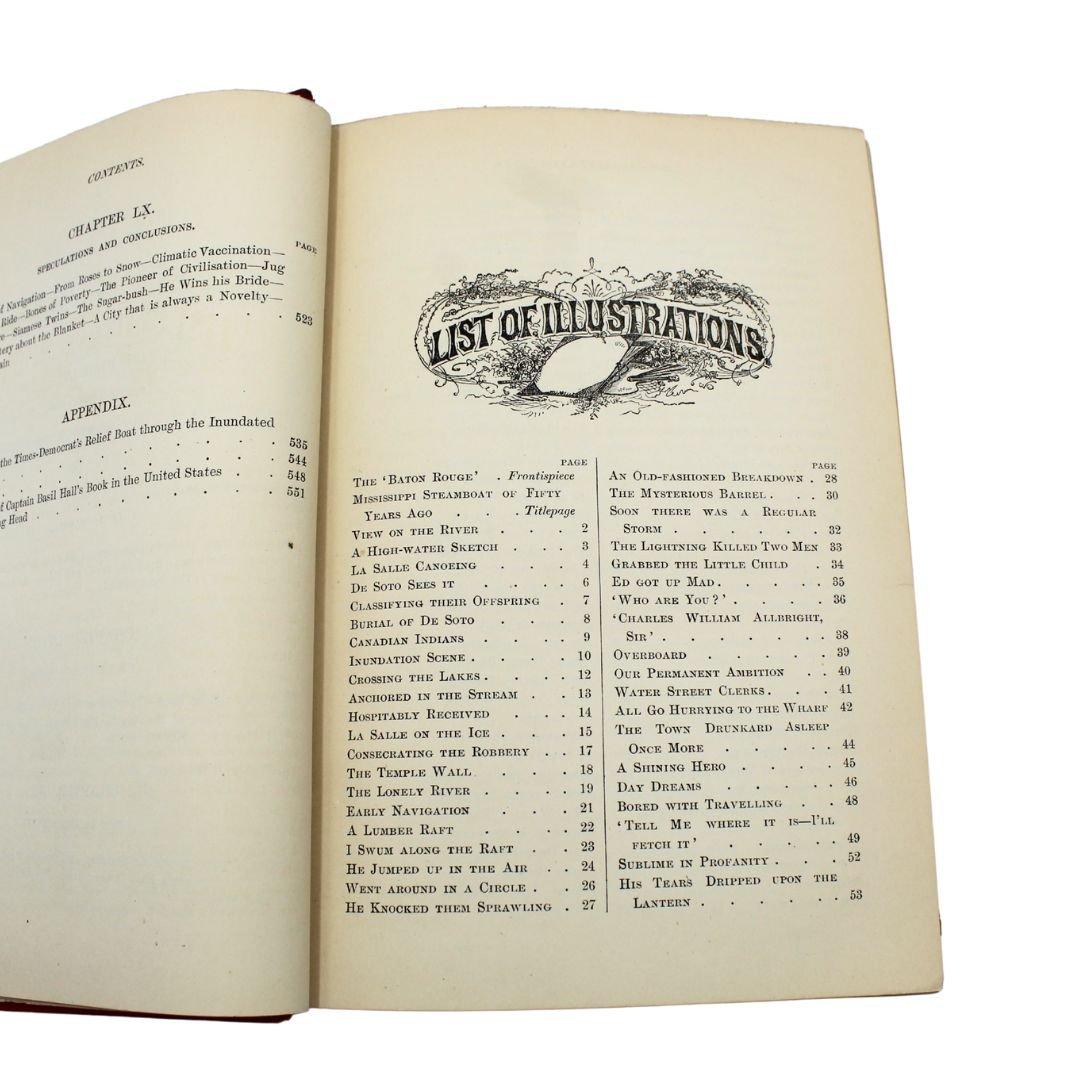 CONTENTS.
CHAPTER LX.
SPECULATIONS AND CONCLUSIONS.
PAGE
Navigation—From Roses to Snow—Climatic Vaccination—
Ride—Bones of Poverty—The Pioneer of Civilisation—Jug
Siamese Twins—The Sugar-bush—He Wins his Bride—
about the Blanket—A City that is always a Novelty—
. . . . . . . . 523
APPENDIX.
the Times-Democrat's Relief Boat through the Inundated
. . . . . . 535
. . . . . . 544
of Captain Basil Hall's Book in the United States . . 548
Head . . . . . . . 551
LIST OF ILLUSTRATIONS.
PAGE
The 'Baton Rouge' . Frontispiece
Mississippi Steamboat of Fifty
Years Ago . . . Titlepage
View on the River . . . 2
A High-water Sketch . . . 3
La Salle Canoeing . . . 4
De Soto Sees it . . . . 6
Classifying their Offspring . 7
Burial of De Soto . . . 8
Canadian Indians . . . . 9
Inundation Scene . . . . 10
Crossing the Lakes . . . . 12
Anchored in the Stream . . 13
Hospitably Received . . . 14
La Salle on the Ice . . . 15
Consecrating the Robbery . . 17
The Temple Wall . . . 18
The Lonely River . . . . 19
Early Navigation . . . 21
A Lumber Raft . . . . 22
I Swum along the Raft . . 23
He Jumped up in the Air . . 24
Went around in a Circle . . 26
He Knocked them Sprawling . 27
PAGE
An Old-fashioned Breakdown . 28
The Mysterious Barrel . . . 30
Soon there was a Regular
Storm . . . . . . 32
The Lightning Killed Two Men 33
Grabbed the Little Child . 34
Ed got up Mad . . . . . 35
'Who are You?' . . . . . 36
'Charles William Allbright,
Sir' . . . . . . . 38
Overboard . . . . . 39
Our Permanent Ambition . . 40
Water Street Clerks . . . . 41
All Go Hurrying to the Wharf 42
The Town Drunkard Asleep
Once More . . . . . 44
A Shining Hero . . . . 45
Day Dreams . . . . . 46
Bored with Travelling . . 48
'Tell Me where it is—I'll
fetch it' . . . . . 49
Sublime in Profanity . . . 52
His Tears Dripped upon the
Lantern . . . . . . 53